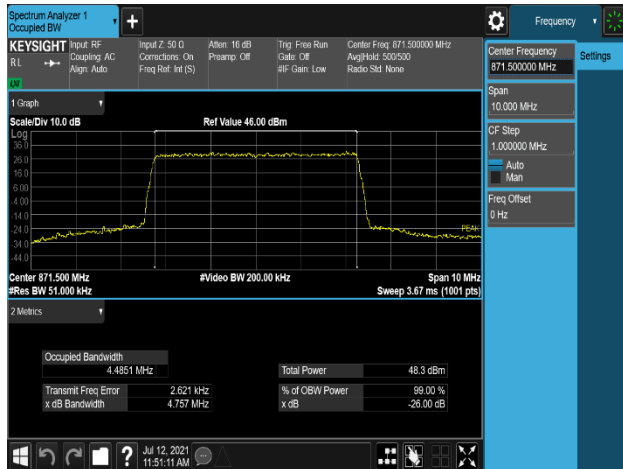 Spectrum Analyzer 1
Occupied BW
Frequency
KEYSIGHT
R L
Input: RF
Coupling: AC
Align: Auto
Input Z: 50 Ω
Corrections: On
Freq Ref: Int (S)
Atten: 16 dB
Preamp: Off
Trig: Free Run
Gate: Off
#IF Gain: Low
Center Freq: 871.500000 MHz
Avg|Hold: 500/500
Radio Std: None
Center Frequency
871.500000 MHz
Settings
Span
10.000 MHz
CF Step
1.000000 MHz
Auto
Man
Freq Offset
0 Hz
1 Graph
Scale/Div 10.0 dB
Ref Value 46.00 dBm
Log
36.0
26.0
16.0
6.00
-4.00
-14.0
-24.0
-34.0
-44.0
PEAK
Center 871.500 MHz
#Video BW 200.00 kHz
Span 10 MHz
#Res BW 51.000 kHz
Sweep 3.67 ms (1001 pts)
2 Metrics
Occupied Bandwidth
4.4851 MHz
Total Power 48.3 dBm
Transmit Freq Error 2.621 kHz
% of OBW Power 99.00 %
x dB Bandwidth 4.757 MHz
x dB -26.00 dB
?
Jul 12, 2021
11:51:11 AM